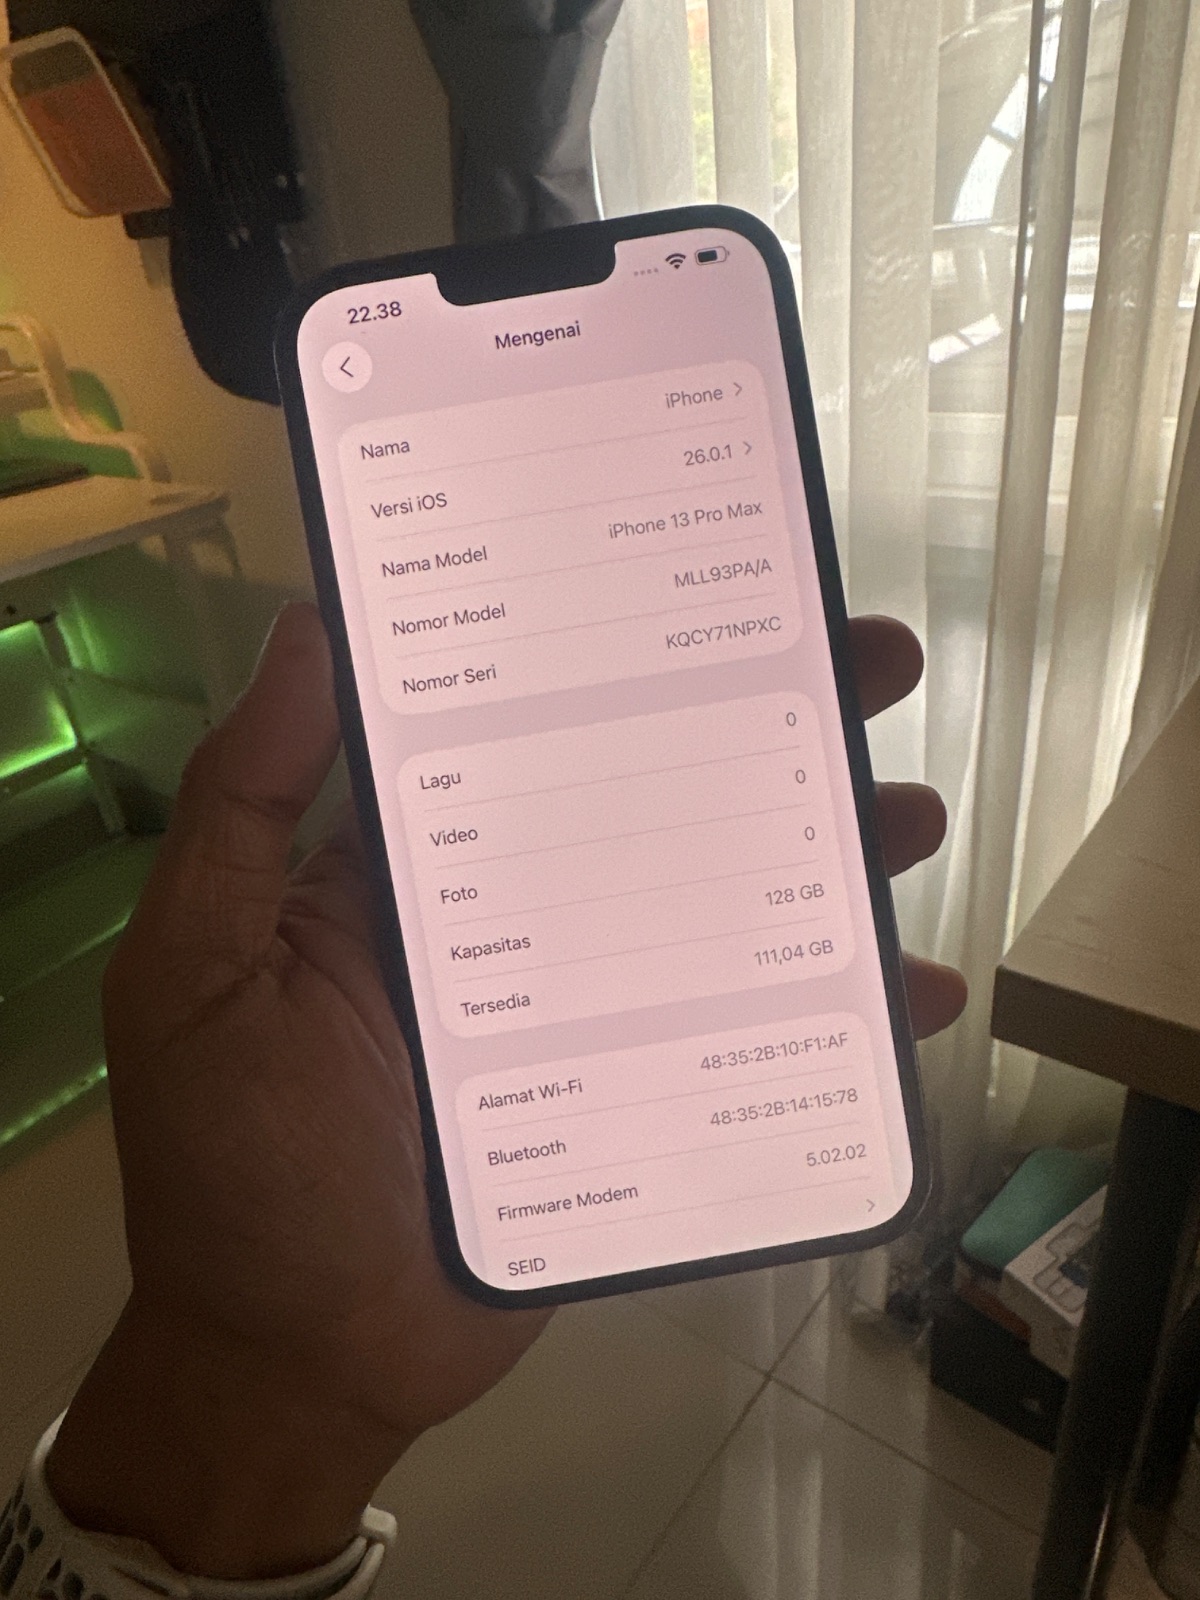 22.38
Mengenai
Nama iPhone
Versi iOS 26.0.1
Nama Model iPhone 13 Pro Max
Nomor Model MLL93PA/A
Nomor Seri KQCY71NPXC
Lagu 0
Video 0
Foto 0
Kapasitas 128 GB
Tersedia 111,04 GB
Alamat Wi-Fi 48:35:2B:10:F1:AF
Bluetooth 48:35:2B:14:15:78
Firmware Modem 5.02.02
SEID